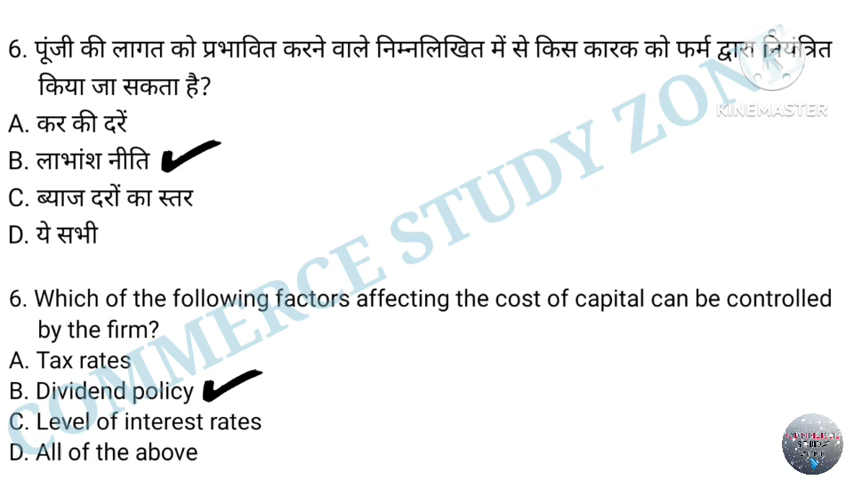 6. पूंजी की लागत को प्रभावित करने वाले निम्नलिखित में से किस कारक को फर्म द्वारा नियंत्रित
किया जा सकता है?
KINEMASTER
A. कर की दरें
B. लाभांश नीति
C. ब्याज दरों का स्तर
D. ये सभी
COMMERCE STUDY ZONE
6. Which of the following factors affecting the cost of capital can be controlled
by the firm?
A. Tax rates
B. Dividend policy
C. Level of interest rates
D. All of the above